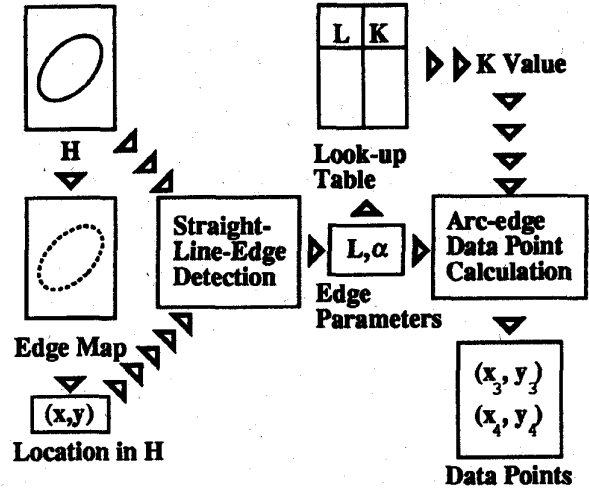 H
Edge Map
(x,y)
Location in H
Straight-
Line-Edge
Detection
L K
Look-up
Table
L,α
Edge
Parameters
K Value
Arc-edge
Data Point
Calculation
(x₃, y₃)
(x₄, y₄)
Data Points